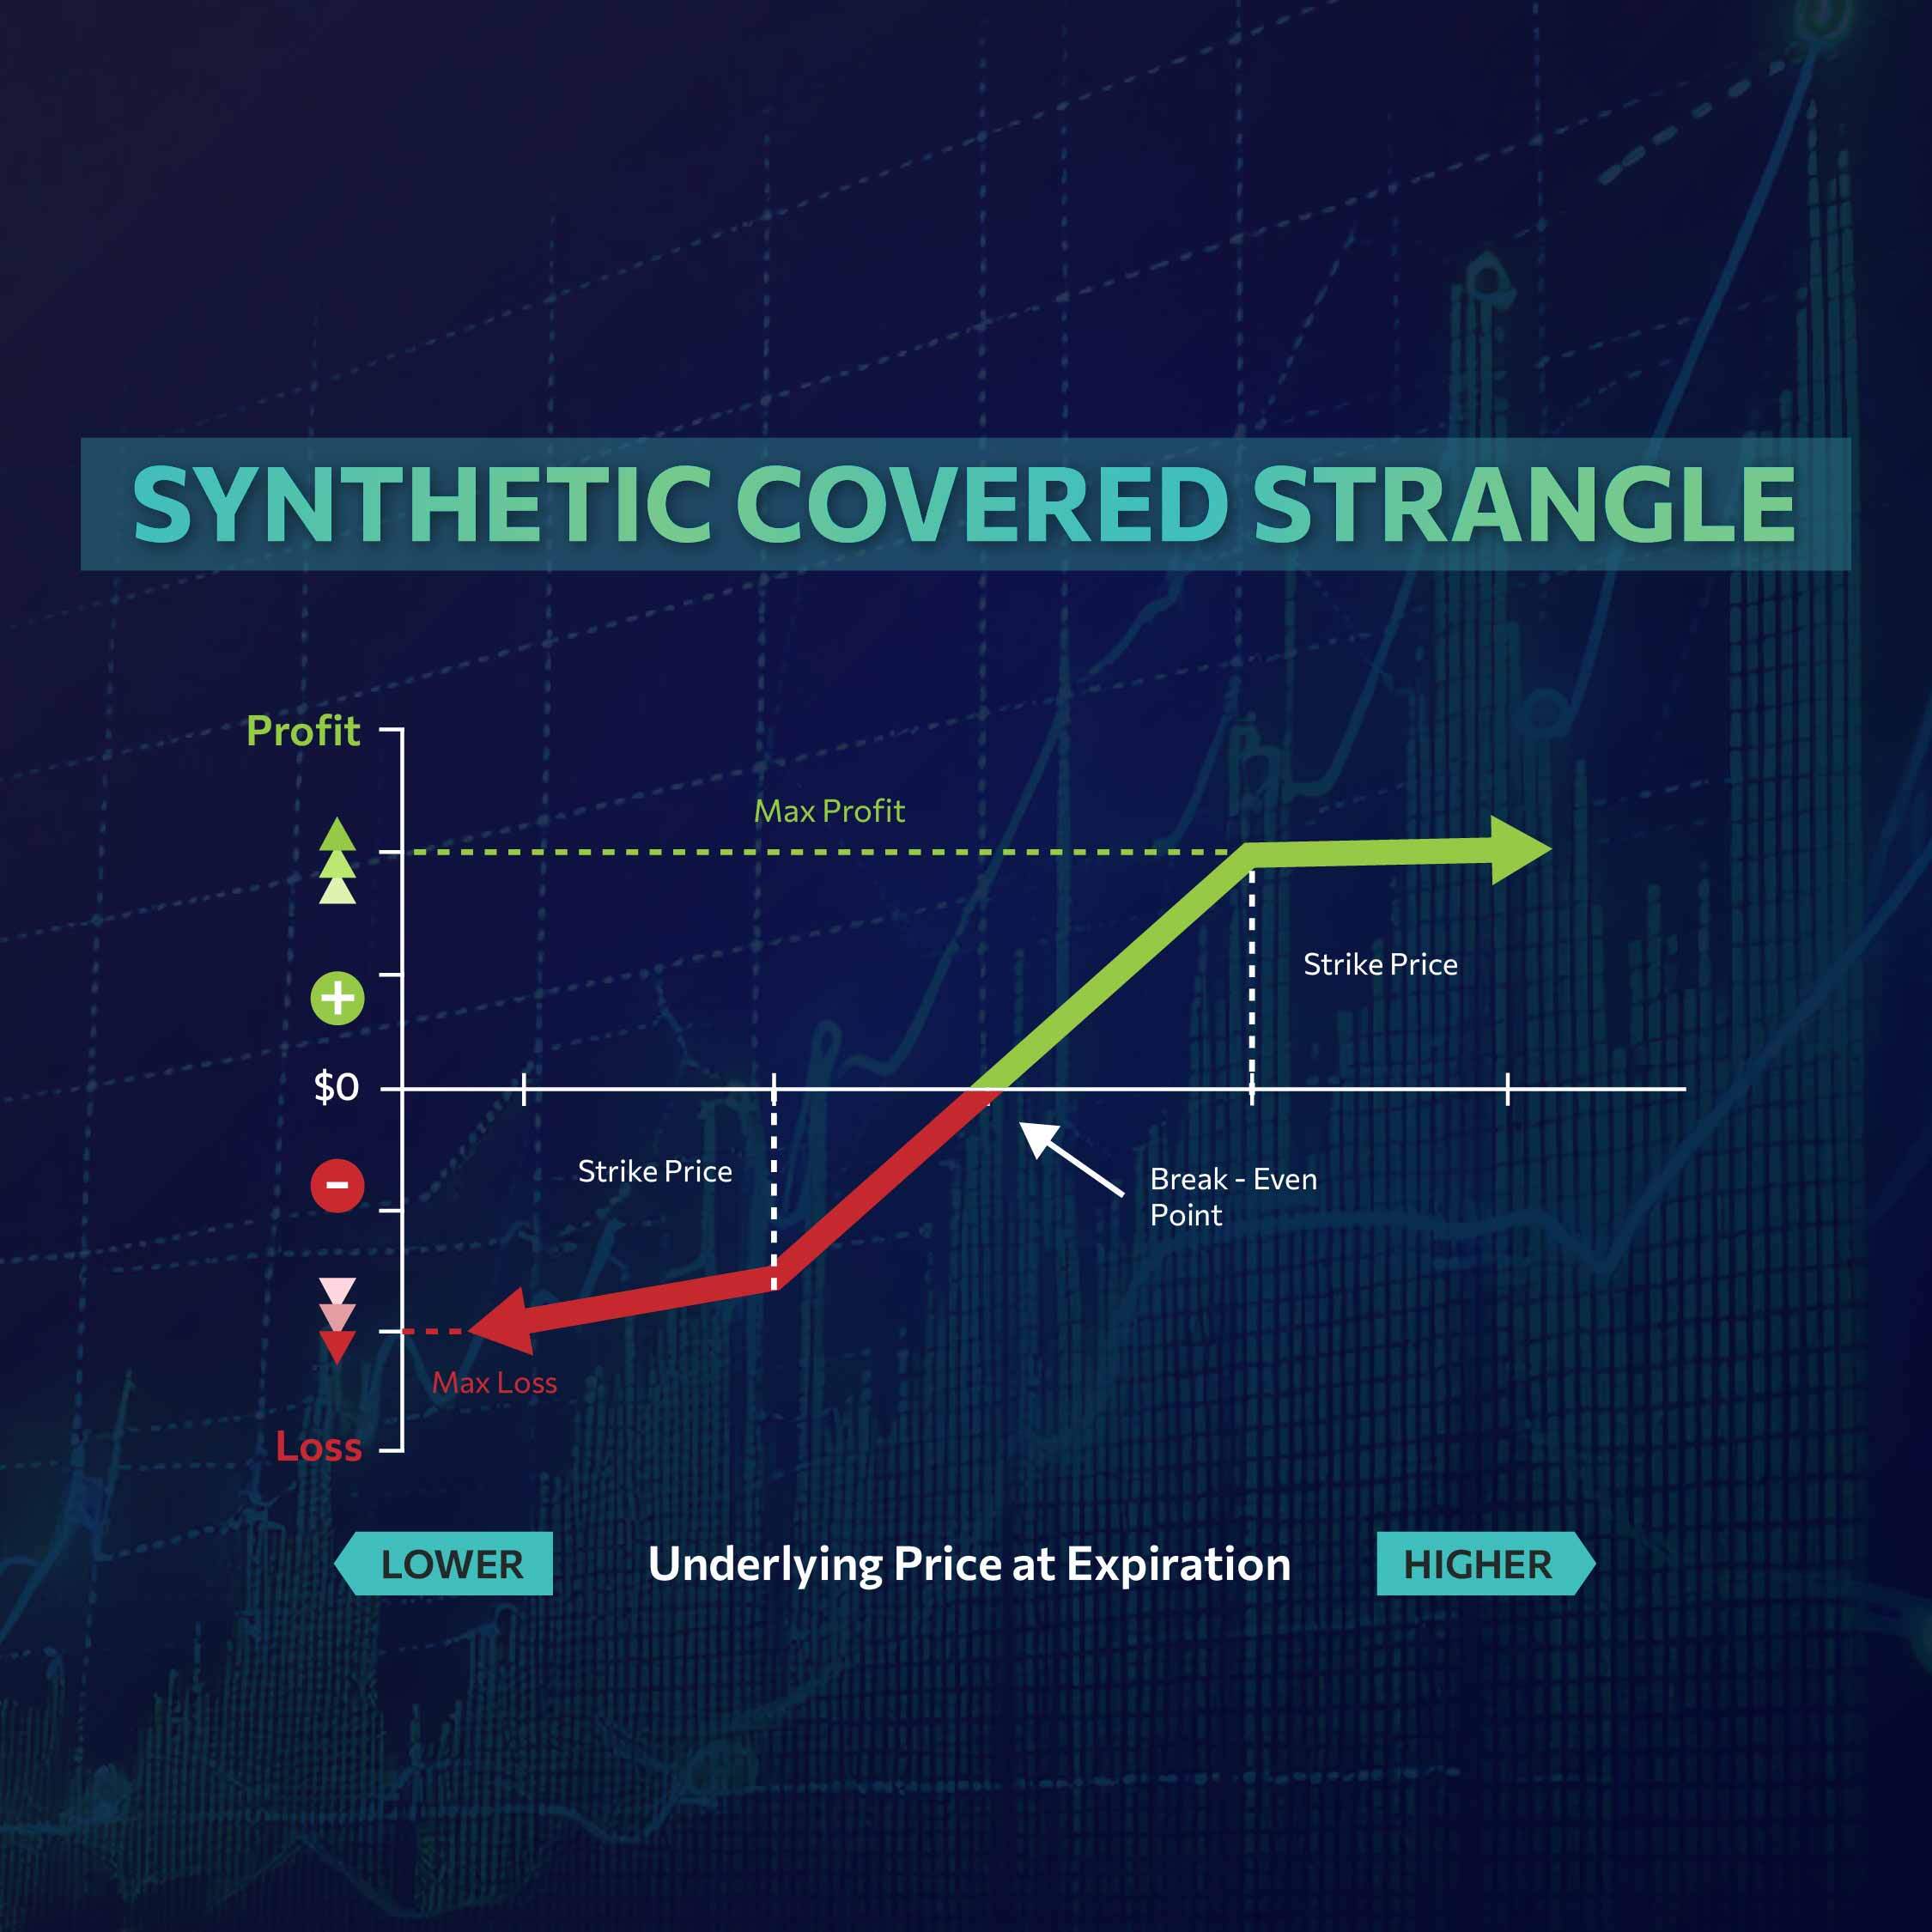 SYNTHETIC COVERED STRANGLE
Profit
Max Profit
Strike Price
$0
Strike Price
Break - Even
Point
Max Loss
Loss
LOWER
Underlying Price at Expiration
HIGHER